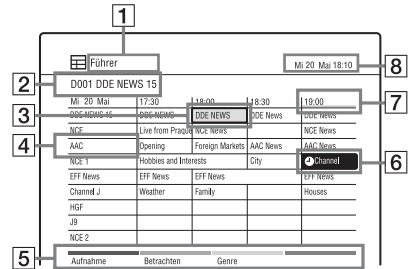 1
Führer
Mi 20 Mai 18:10
8
2
D001 DDE NEWS 15
Mi 20 Mai 17:30 18:00 18:30 19:00
7
3
DDE NEWS 15 DDE NEWS DDE NEWS DDE News DDE News
NCE Live from Praque NCE News NCE News
4
AAC Opening Foreign Markets AAC News AAC News
NCE 1 Hobbies and Interests City Channel
6
EFF News EFF News EFF News EFF News
Channel J Weather Family Houses
HGF
J9
NCE 2
5
Aufnahme Betrachten Genre